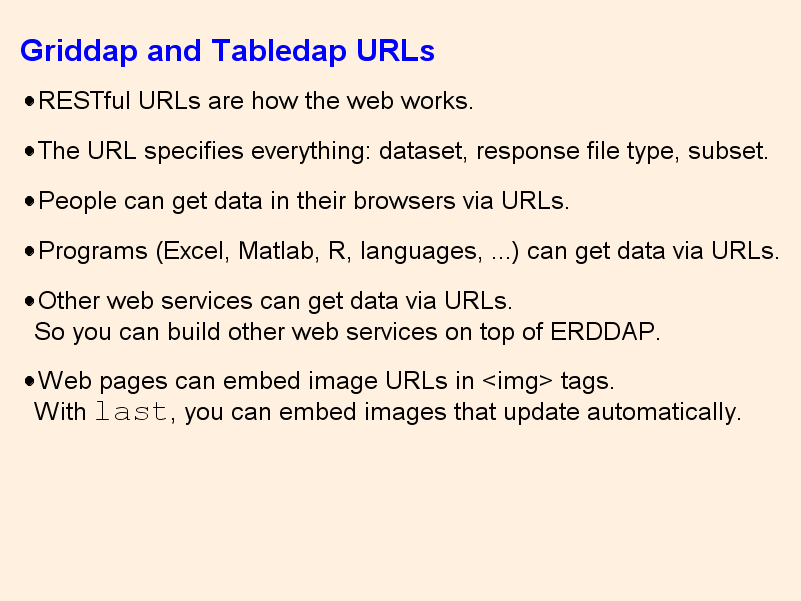 Griddap and Tabledap URLs
●RESTful URLs are how the web works.
●The URL specifies everything: dataset, response file type, subset.
●People can get data in their browsers via URLs.
●Programs (Excel, Matlab, R, languages, ...) can get data via URLs.
●Other web services can get data via URLs.
So you can build other web services on top of ERDDAP.
●Web pages can embed image URLs in <img> tags.
With last, you can embed images that update automatically.